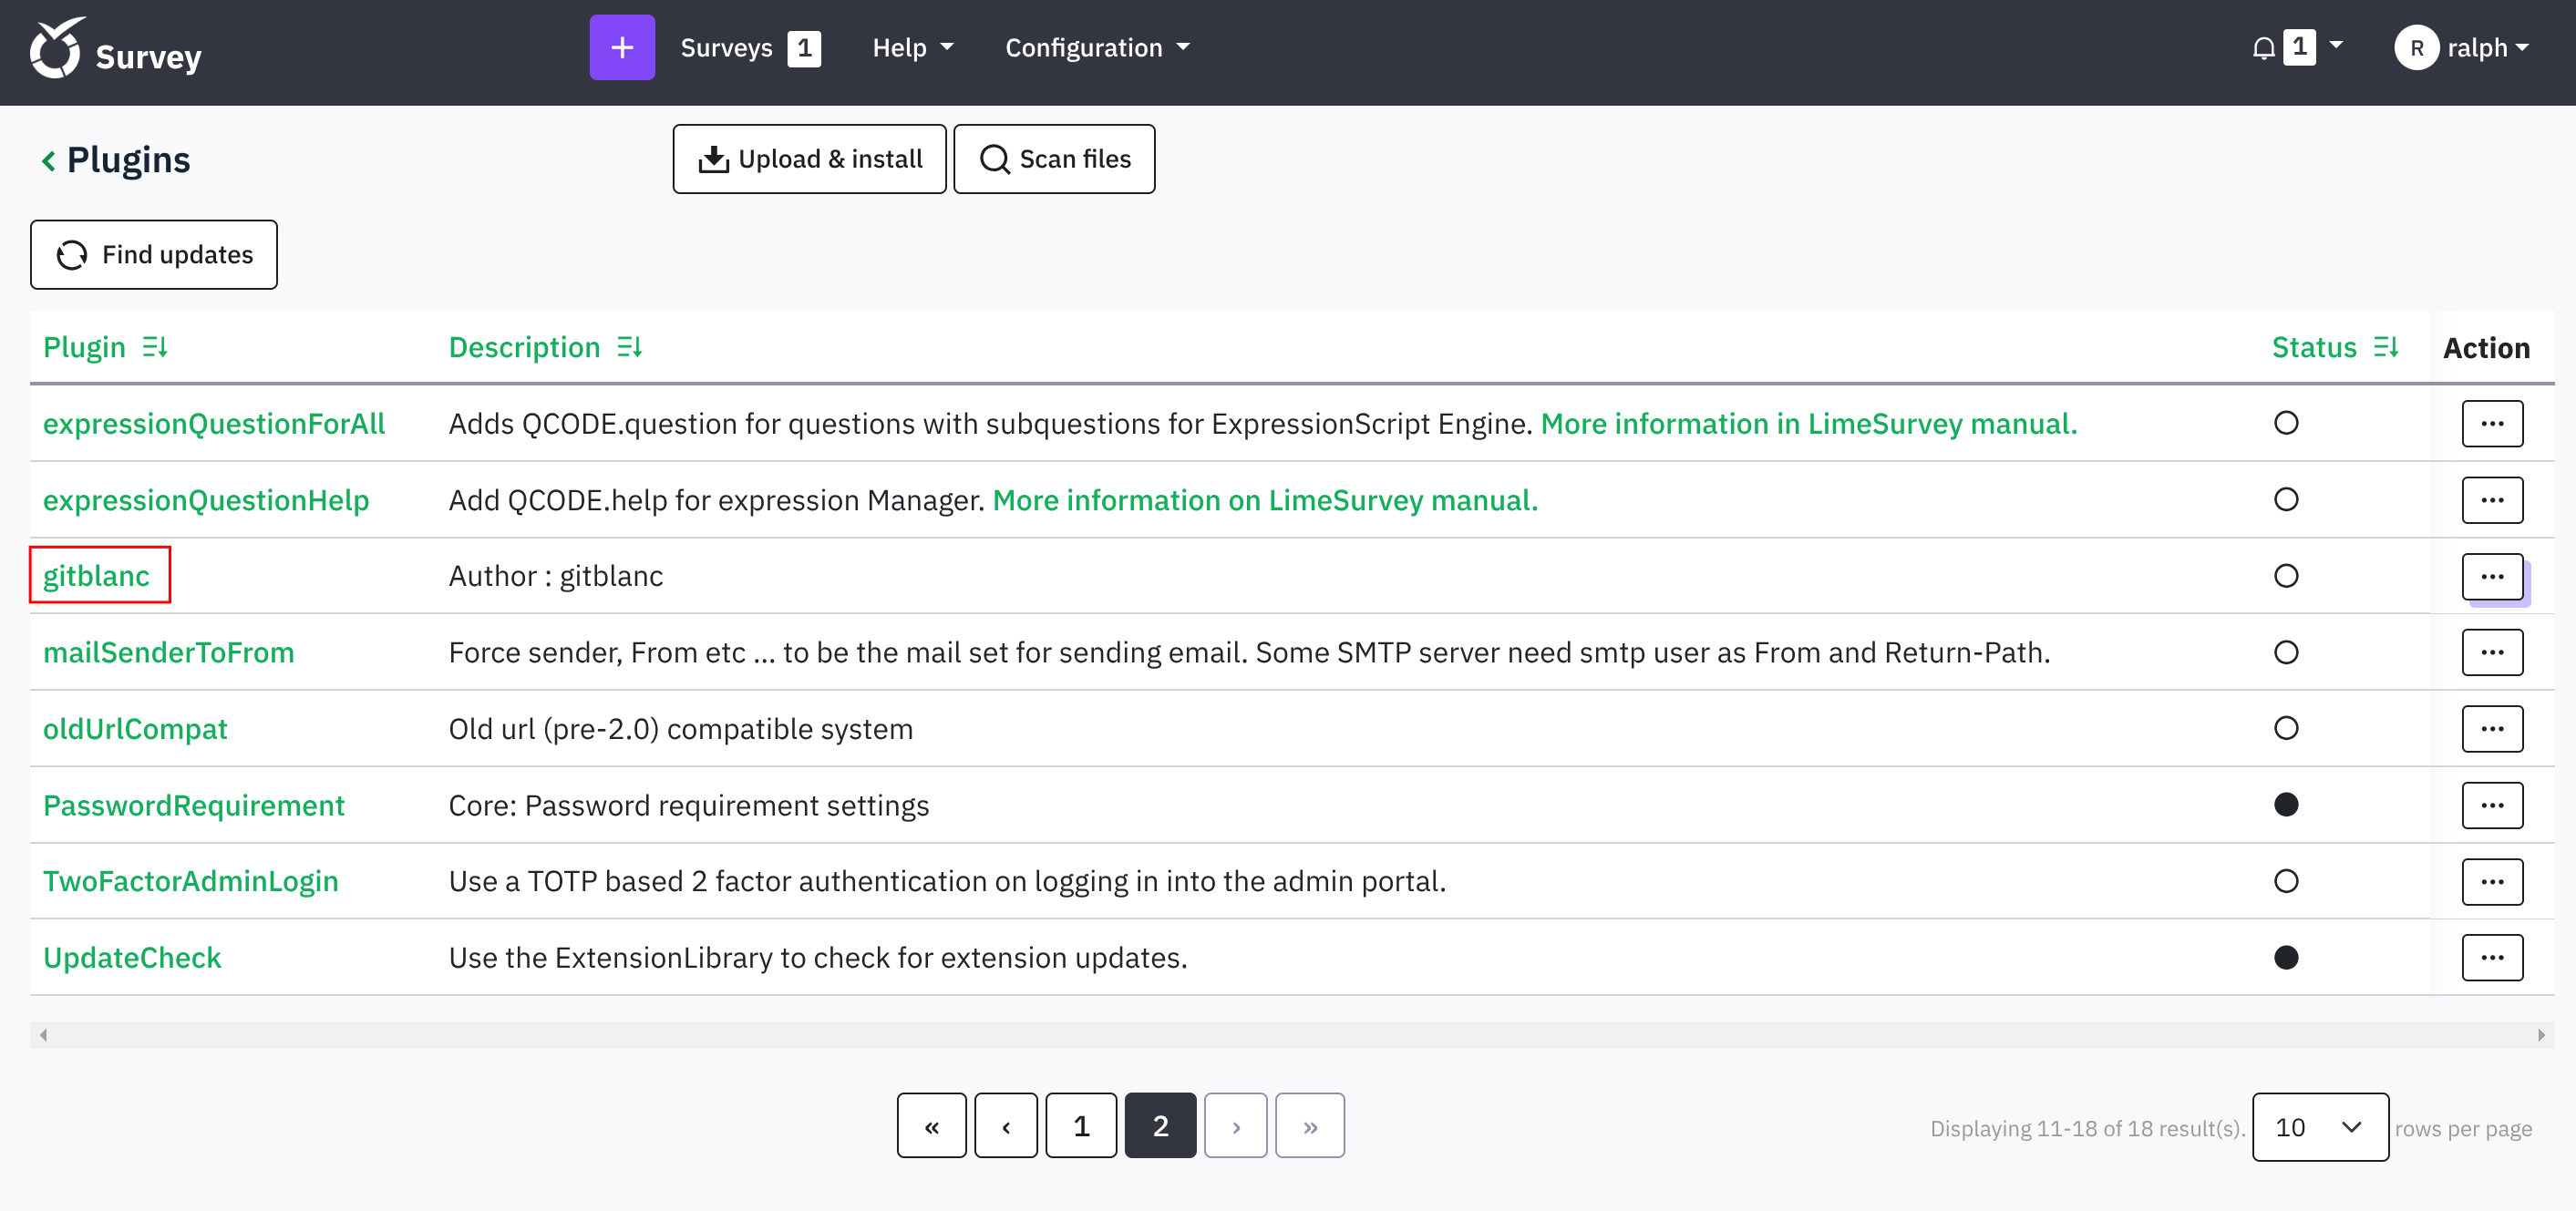 Survey
+ Surveys 1 Help Configuration 1 R ralph
Plugins Upload & install Scan files
Find updates
Plugin Description Status Action
expressionQuestionForAll Adds QCODE.question for questions with subquestions for ExpressionScript Engine. More information in LimeSurvey manual. ...
expressionQuestionHelp Add QCODE.help for expression Manager. More information on LimeSurvey manual. ...
gitblanc Author : gitblanc ...
mailSenderToFrom Force sender, From etc ... to be the mail set for sending email. Some SMTP server need smtp user as From and Return-Path. ...
oldUrlCompat Old url (pre-2.0) compatible system ...
PasswordRequirement Core: Password requirement settings ...
TwoFactorAdminLogin Use a TOTP based 2 factor authentication on logging in into the admin portal. ...
UpdateCheck Use the ExtensionLibrary to check for extension updates. ...
« ‹ 1 2 › » Displaying 11-18 of 18 result(s). 10 rows per page